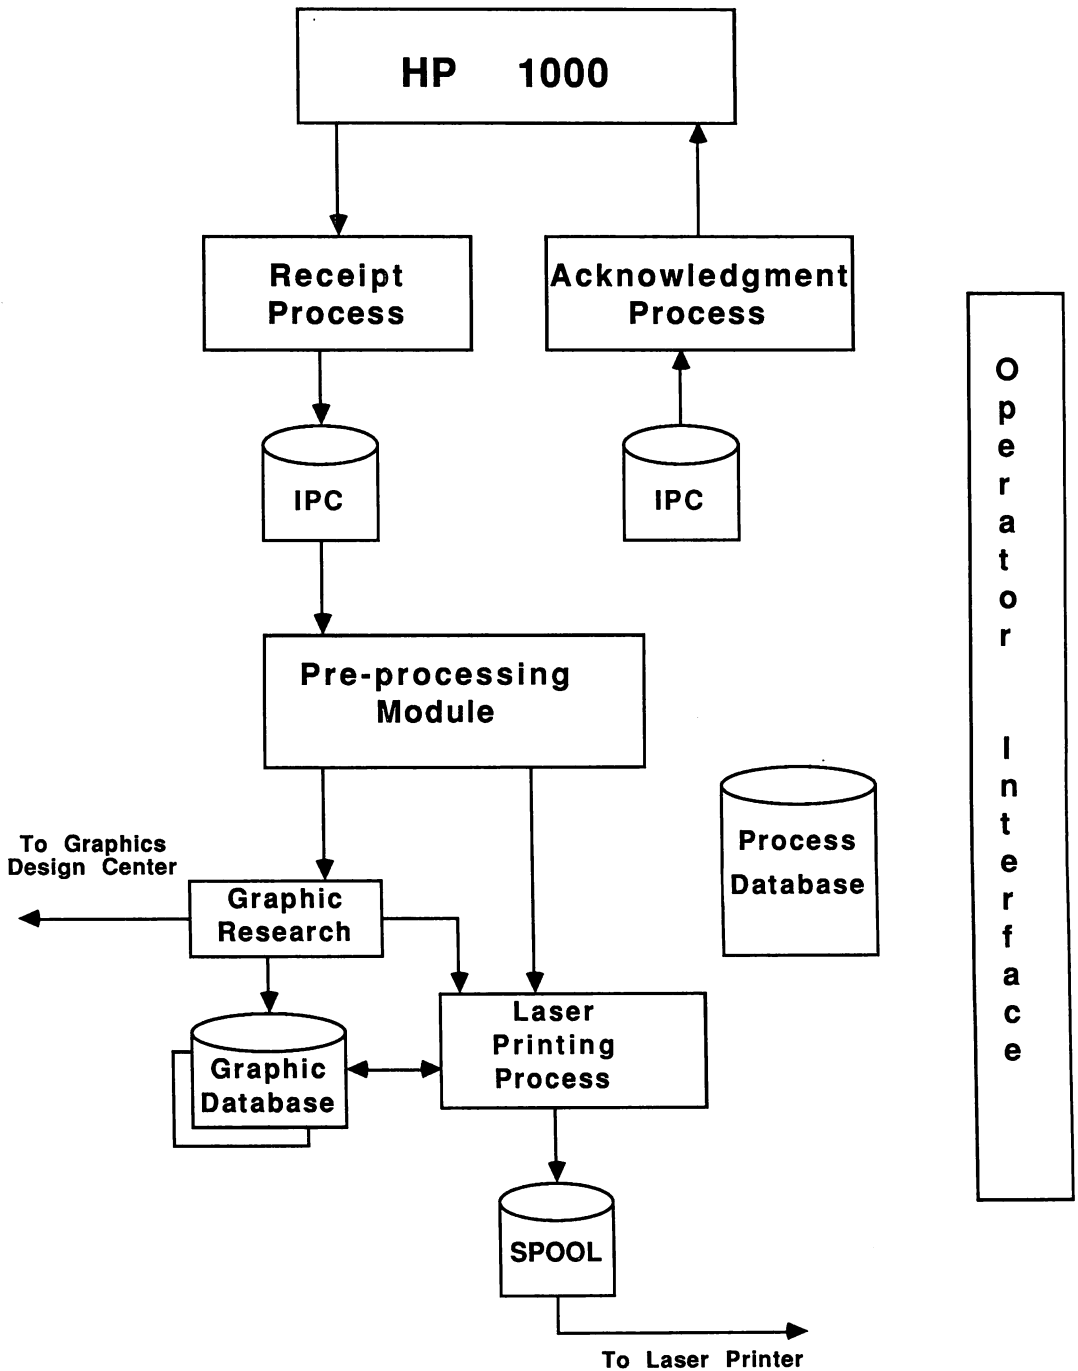 HP 1000
Receipt
Process
Acknowledgment
Process
IPC
IPC
Operator Interface
Pre-processing
Module
Process
Database
To Graphics
Design Center
Graphic
Research
Laser
Printing
Process
Graphic
Database
SPOOL
To Laser Printer